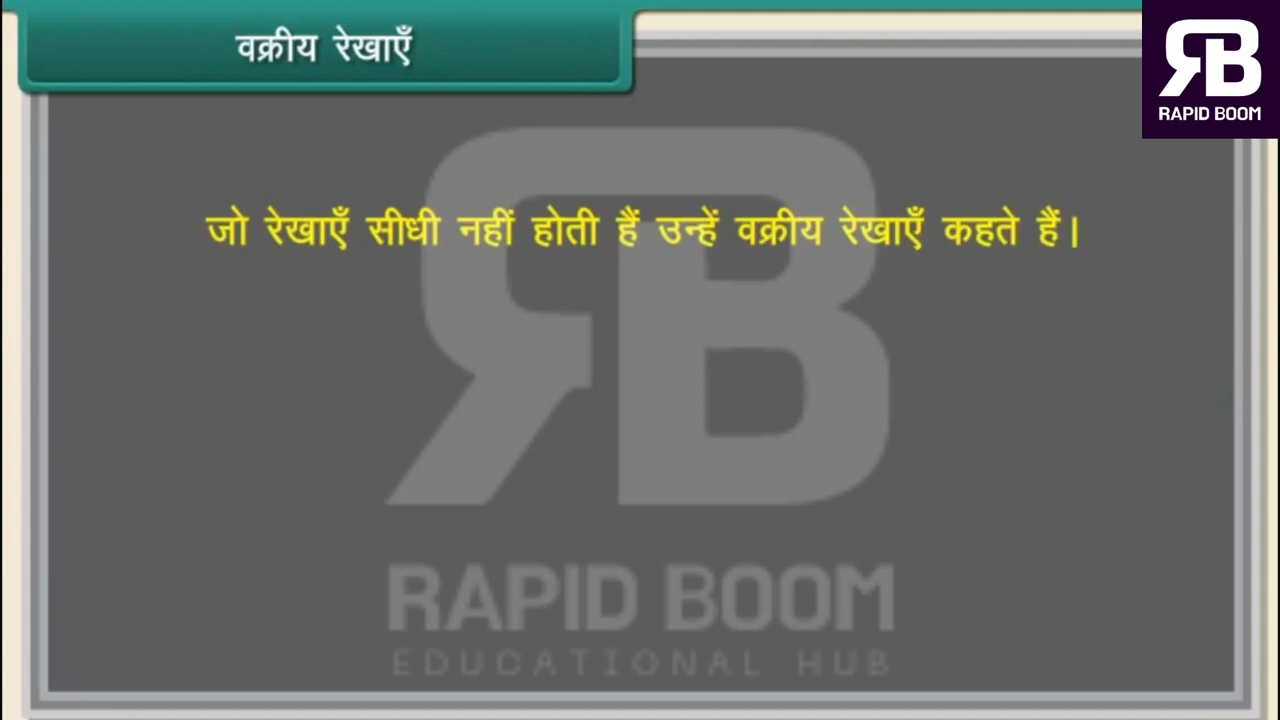 वक्रीय रेखाएँ
RB
RAPID BOOM
जो रेखाएँ सीधी नहीं होती हैं उन्हें वक्रीय रेखाएँ कहते हैं।
RB
RAPID BOOM
EDUCATIONAL HUB